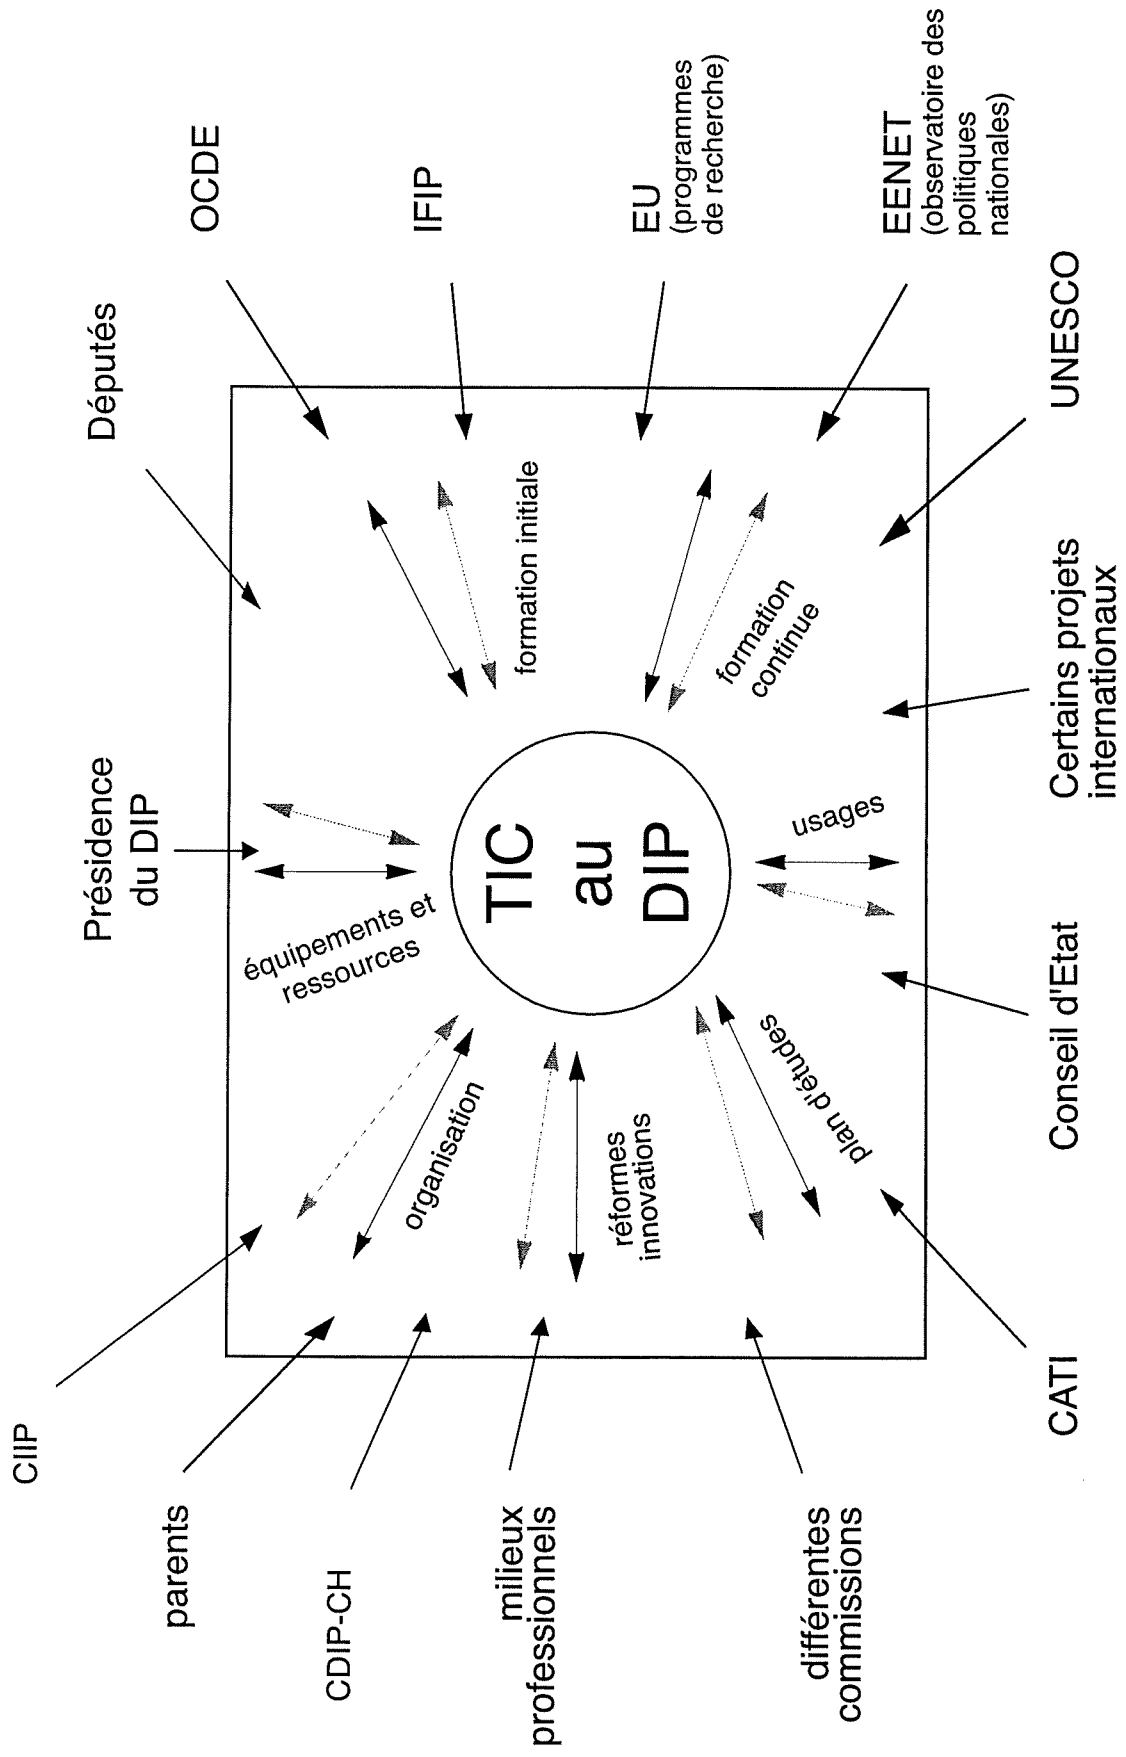 CIIP
Présidence
du DIP
Députés
parents
OCDE
CDIP-CH
IFIP
milieux
professionnels
EU
(programmes
de recherche)
différentes
commissions
EENET
(observatoire des
politiques
nationales)
équipements et
ressources
organisation
formation initiale
TIC
au
DIP
réformes
innovations
formation
continue
plan d'études
usages
CATI
Conseil d'Etat
Certains projets
internationaux
UNESCO